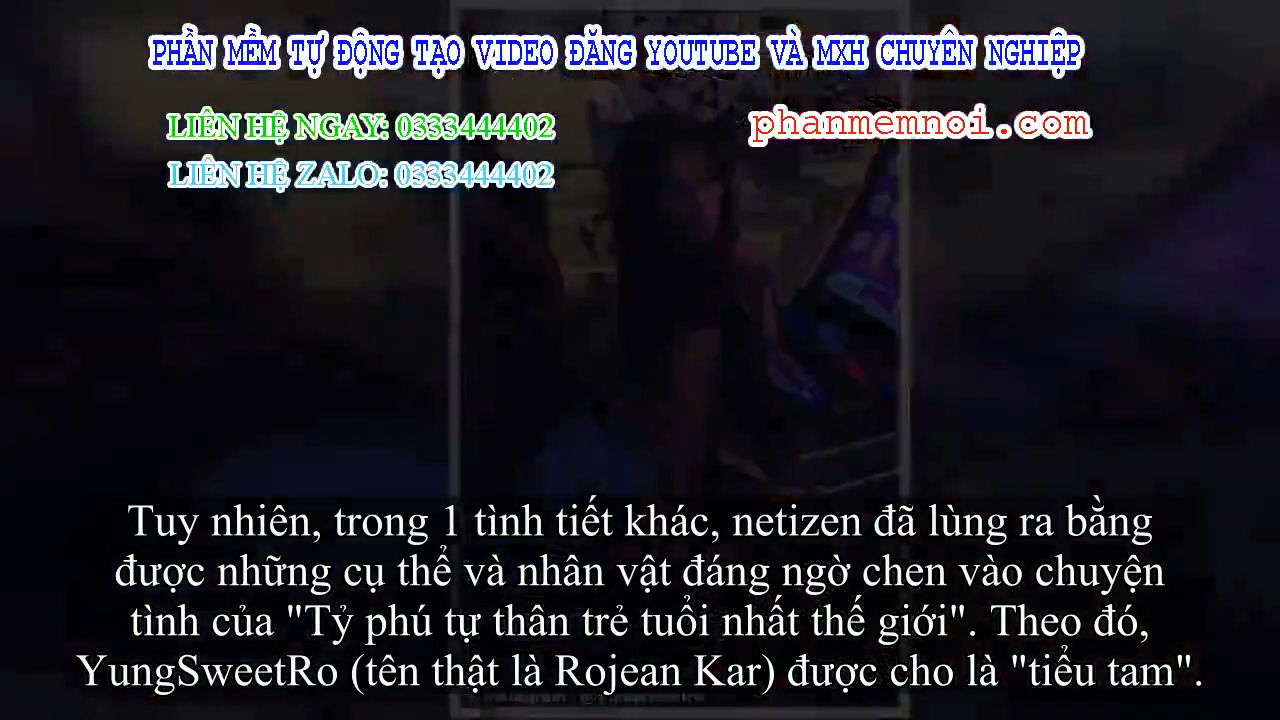 PHẦN MỀM TỰ ĐỘNG TẠO VIDEO ĐĂNG YOUTUBE VÀ MXH CHUYÊN NGHIỆP
LIÊN HỆ NGAY: 0333444402
phanmemnoi.com
LIÊN HỆ ZALO: 0333444402
Tuy nhiên, trong 1 tình tiết khác, netizen đã lùng ra bằng
được những cụ thể và nhân vật đáng ngờ chen vào chuyện
tình của "Tỷ phú tự thân trẻ tuổi nhất thế giới". Theo đó,
YungSweetRo (tên thật là Rojean Kar) được cho là "tiểu tam".